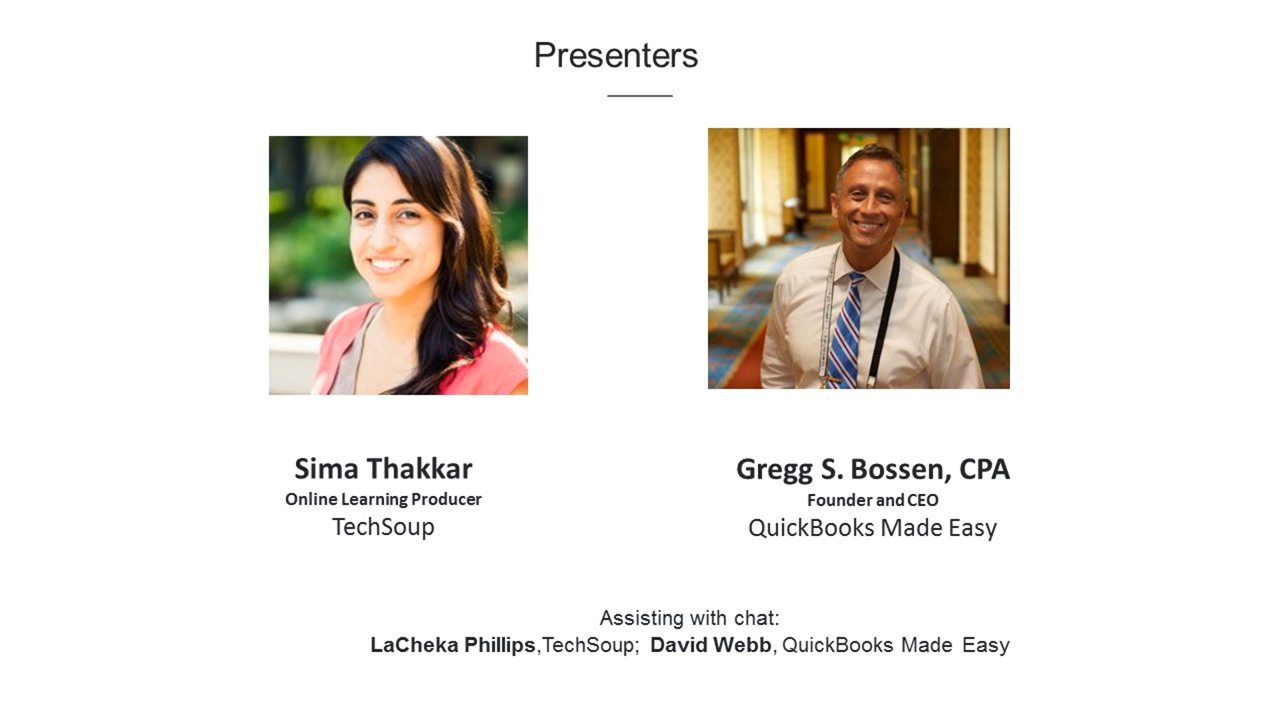 Presenters
Sima Thakkar
Online Learning Producer
TechSoup
Gregg S. Bossen, CPA
Founder and CEO
QuickBooks Made Easy
Assisting with chat:
LaCheka Phillips,TechSoup; David Webb, QuickBooks Made Easy